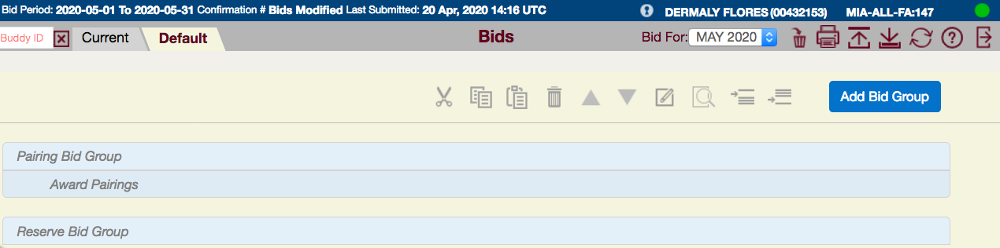 Bid Period: 2020-05-01 To 2020-05-31 Confirmation # Bids Modified Last Submitted: 20 Apr, 2020 14:16 UTC DERMALY FLORES (00432153) MIA-ALL-FA:147
Buddy ID Current Default Bids Bid For: MAY 2020
Add Bid Group
Pairing Bid Group
Award Pairings
Reserve Bid Group